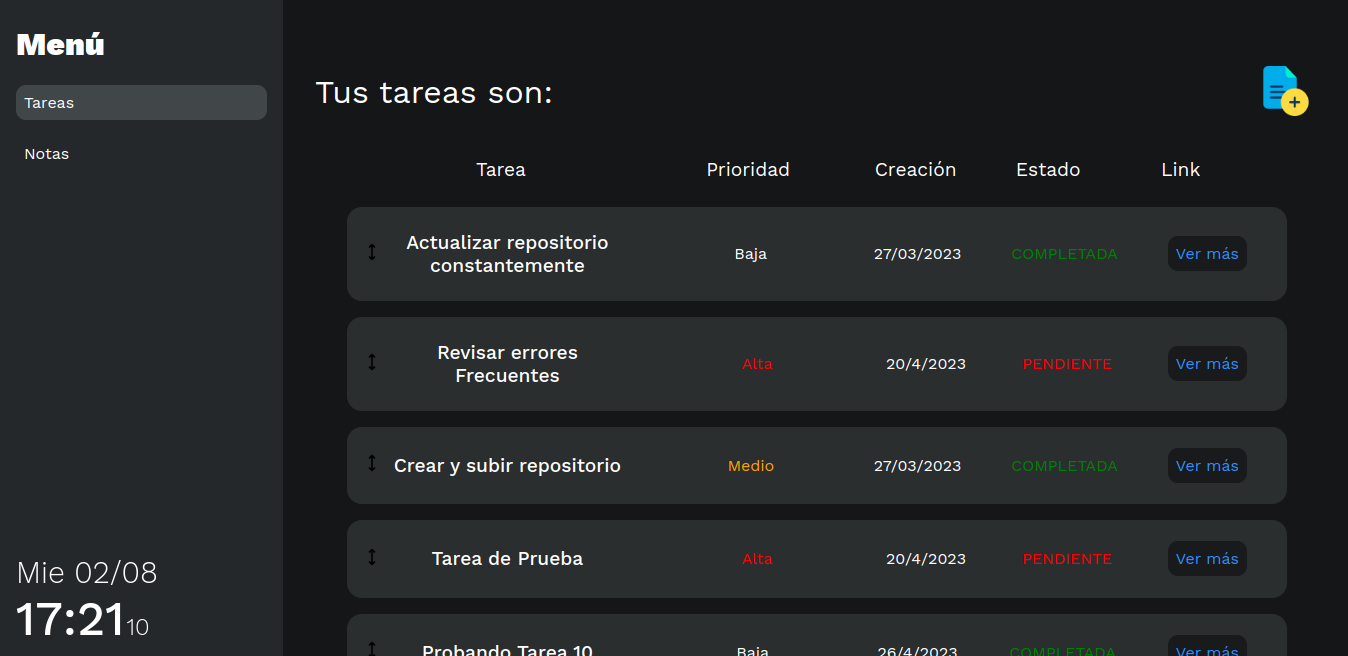 Menú
Tareas
Notas
Mie 02/08
17:21 10
Tus tareas son:
Tarea Prioridad Creación Estado Link
Actualizar repositorio
constantemente
Baja 27/03/2023 COMPLETADA Ver más
Revisar errores
Frecuentes
Alta 20/4/2023 PENDIENTE Ver más
Crear y subir repositorio Medio 27/03/2023 COMPLETADA Ver más
Tarea de Prueba Alta 20/4/2023 PENDIENTE Ver más
Probando Tarea 10 Baja 26/4/2023 COMPLETADA Ver más